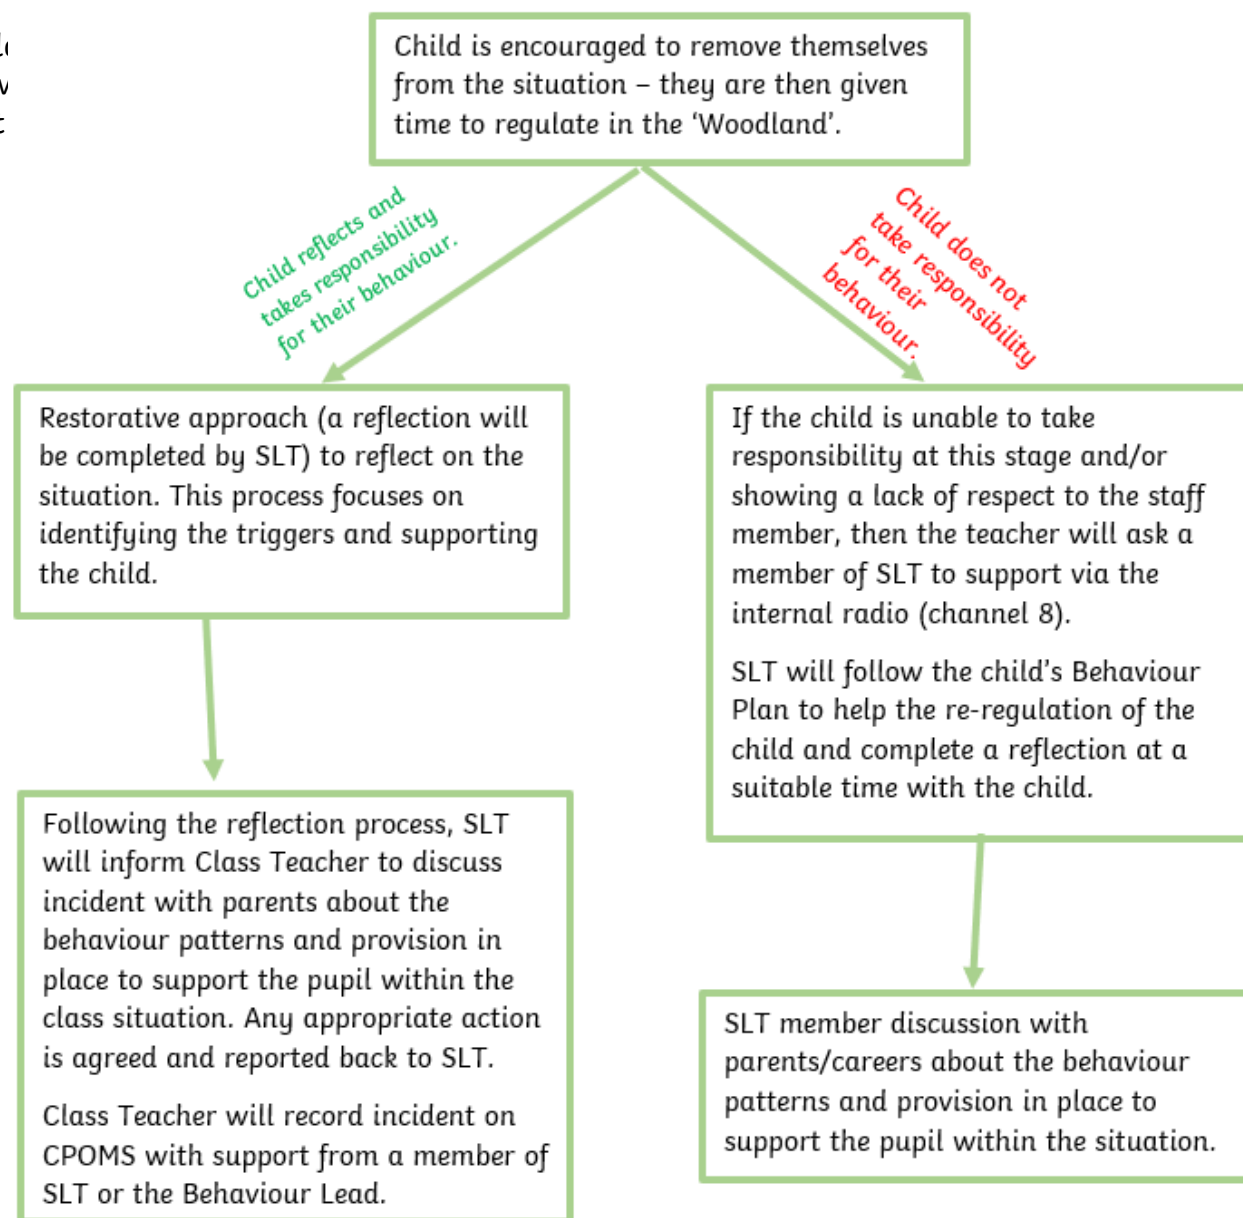 Child is encouraged to remove themselves
from the situation – they are then given
time to regulate in the ‘Woodland’.
Child reflects and
takes responsibility
for their behaviour.
Child does not
take responsibility
for their
behaviour.
Restorative approach (a reflection will
be completed by SLT) to reflect on the
situation. This process focuses on
identifying the triggers and supporting
the child.
If the child is unable to take
responsibility at this stage and/or
showing a lack of respect to the staff
member, then the teacher will ask a
member of SLT to support via the
internal radio (channel 8).
SLT will follow the child’s Behaviour
Plan to help the re-regulation of the
child and complete a reflection at a
suitable time with the child.
Following the reflection process, SLT
will inform Class Teacher to discuss
incident with parents about the
behaviour patterns and provision in
place to support the pupil within the
class situation. Any appropriate action
is agreed and reported back to SLT.
Class Teacher will record incident on
CPOMS with support from a member of
SLT or the Behaviour Lead.
SLT member discussion with
parents/careers about the behaviour
patterns and provision in place to
support the pupil within the situation.